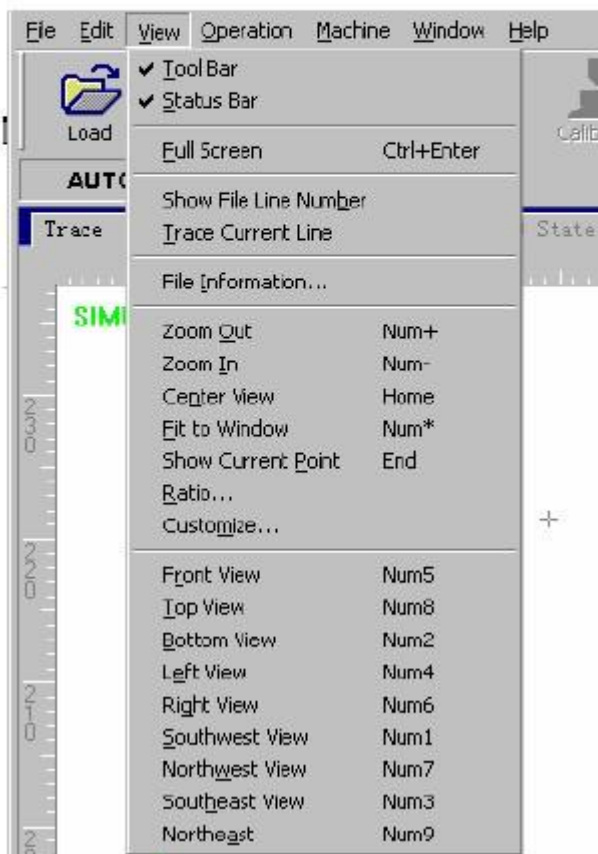 File Edit View Operation Machine Window Help
Load
AUTO
Trace
State
SIMU
230
220
210
Tool Bar
Status Bar
Full Screen Ctrl+Enter
Show File Line Number
Trace Current Line
File Information...
Zoom Out Num+
Zoom In Num-
Center View Home
Fit to Window Num*
Show Current Point End
Ratio...
Customize...
Front View Num5
Top View Num8
Bottom View Num2
Left View Num4
Right View Num6
Southwest View Num1
Northwest View Num7
Southeast View Num3
Northeast Num9